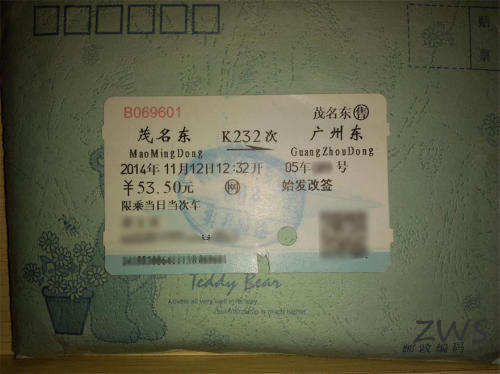 贴
票
B069601
茂名东 售
茂名东 K232次 广州东
MaoMingDong GuangZhouDong
2014年11月12日12:32开 05车 号
￥53.50元 网 始发改签
限乘当日当次车
Teddy Bear
ZWS
邮政编码